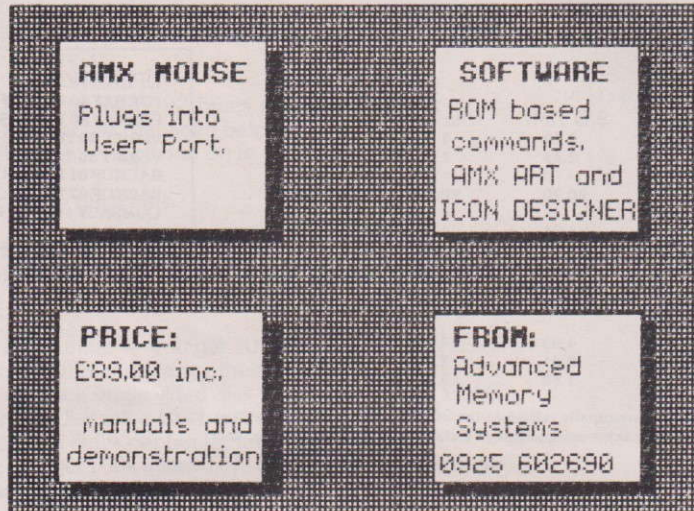 AMX MOUSE
Plugs into
User Port.
SOFTWARE
ROM based
commands.
AMX ART and
ICON DESIGNER
PRICE:
£89.00 inc.
manuals and
demonstration
FROM:
Advanced
Memory
Systems
0925 602690